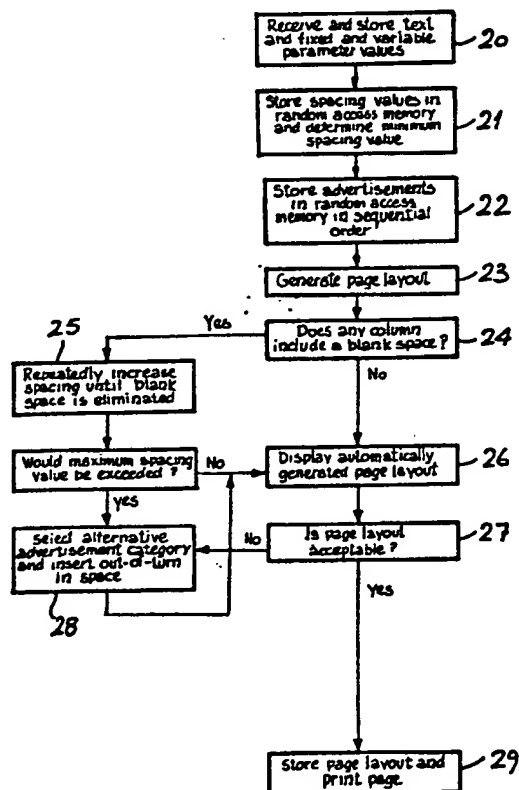 Receive and store text
and fixed and variable
parameter values
20
Store spacing values in
random access memory
and determine minimum
spacing value
21
Store advertisements
in random access
memory in sequential
order
22
Generate page layout
23
Does any column
include a blank space?
24
Yes
No
25
Repeatedly increase
spacing until blank
space is eliminated
Would maximum spacing
value be exceeded?
No
yes
Display automatically
generated page layout
26
Select alternative
advertisement category
and insert out-of-turn
in space
28
Is page layout
acceptable?
27
No
Yes
Store page layout and
print page
29